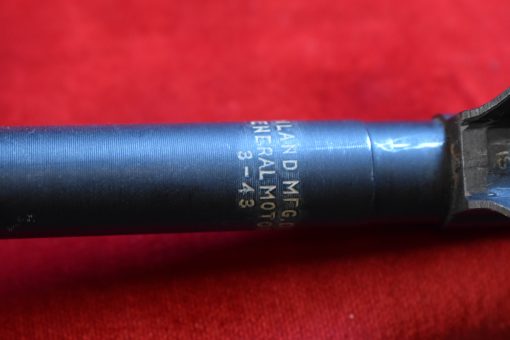 LAND MFG. 
ENERAL MOTO
3-43